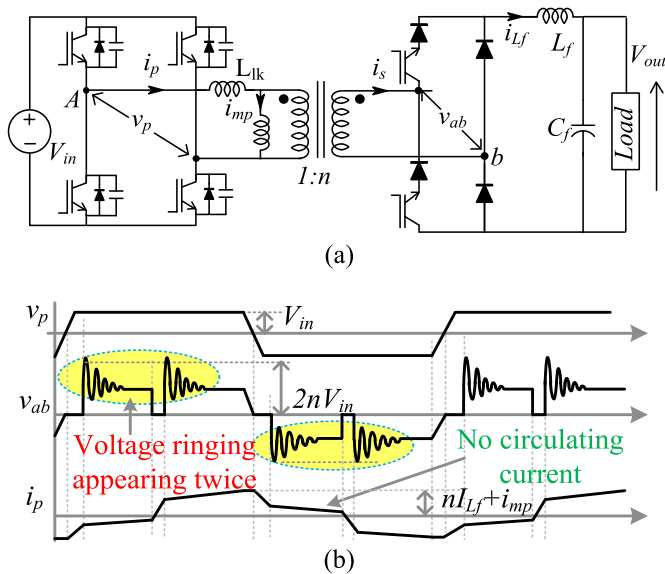 i_p
L_lk
i_s
i_Lf
L_f
V_out
A
i_mp
V_in
v_p
v_ab
C_f
Load
b
1:n
(a)
v_p
V_in
v_ab
2nV_in
Voltage ringing
appearing twice
No circulating
current
i_p
nI_Lf+i_mp
(b)